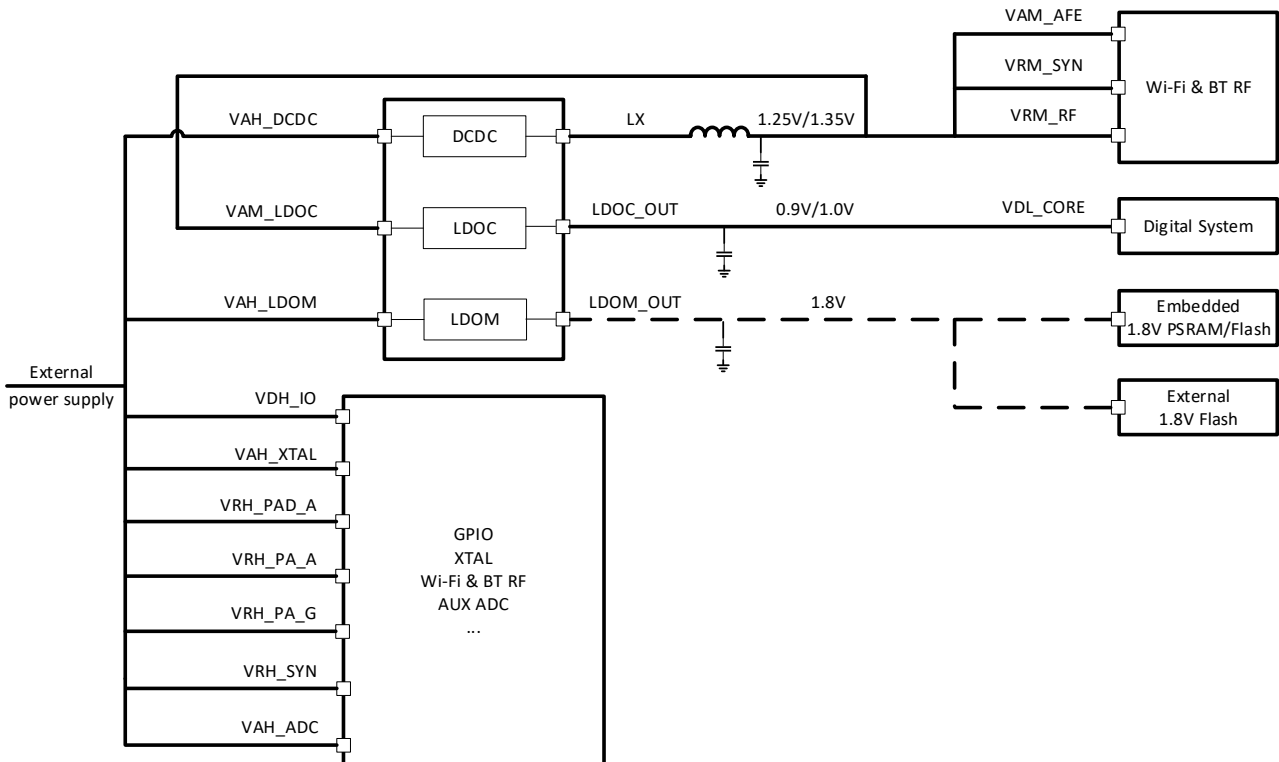 VAM_AFE
VRM_SYN
Wi-Fi & BT RF
VAH_DCDC
DCDC
LX
1.25V/1.35V
VRM_RF
VAM_LDOC
LDOC
LDOC_OUT
0.9V/1.0V
VDL_CORE
Digital System
VAH_LDOM
LDOM
LDOM_OUT
1.8V
Embedded
1.8V PSRAM/Flash
External
power supply
External
1.8V Flash
VDH_IO
VAH_XTAL
VRH_PAD_A
VRH_PA_A
VRH_PA_G
VRH_SYN
VAH_ADC
GPIO
XTAL
Wi-Fi & BT RF
AUX ADC
...